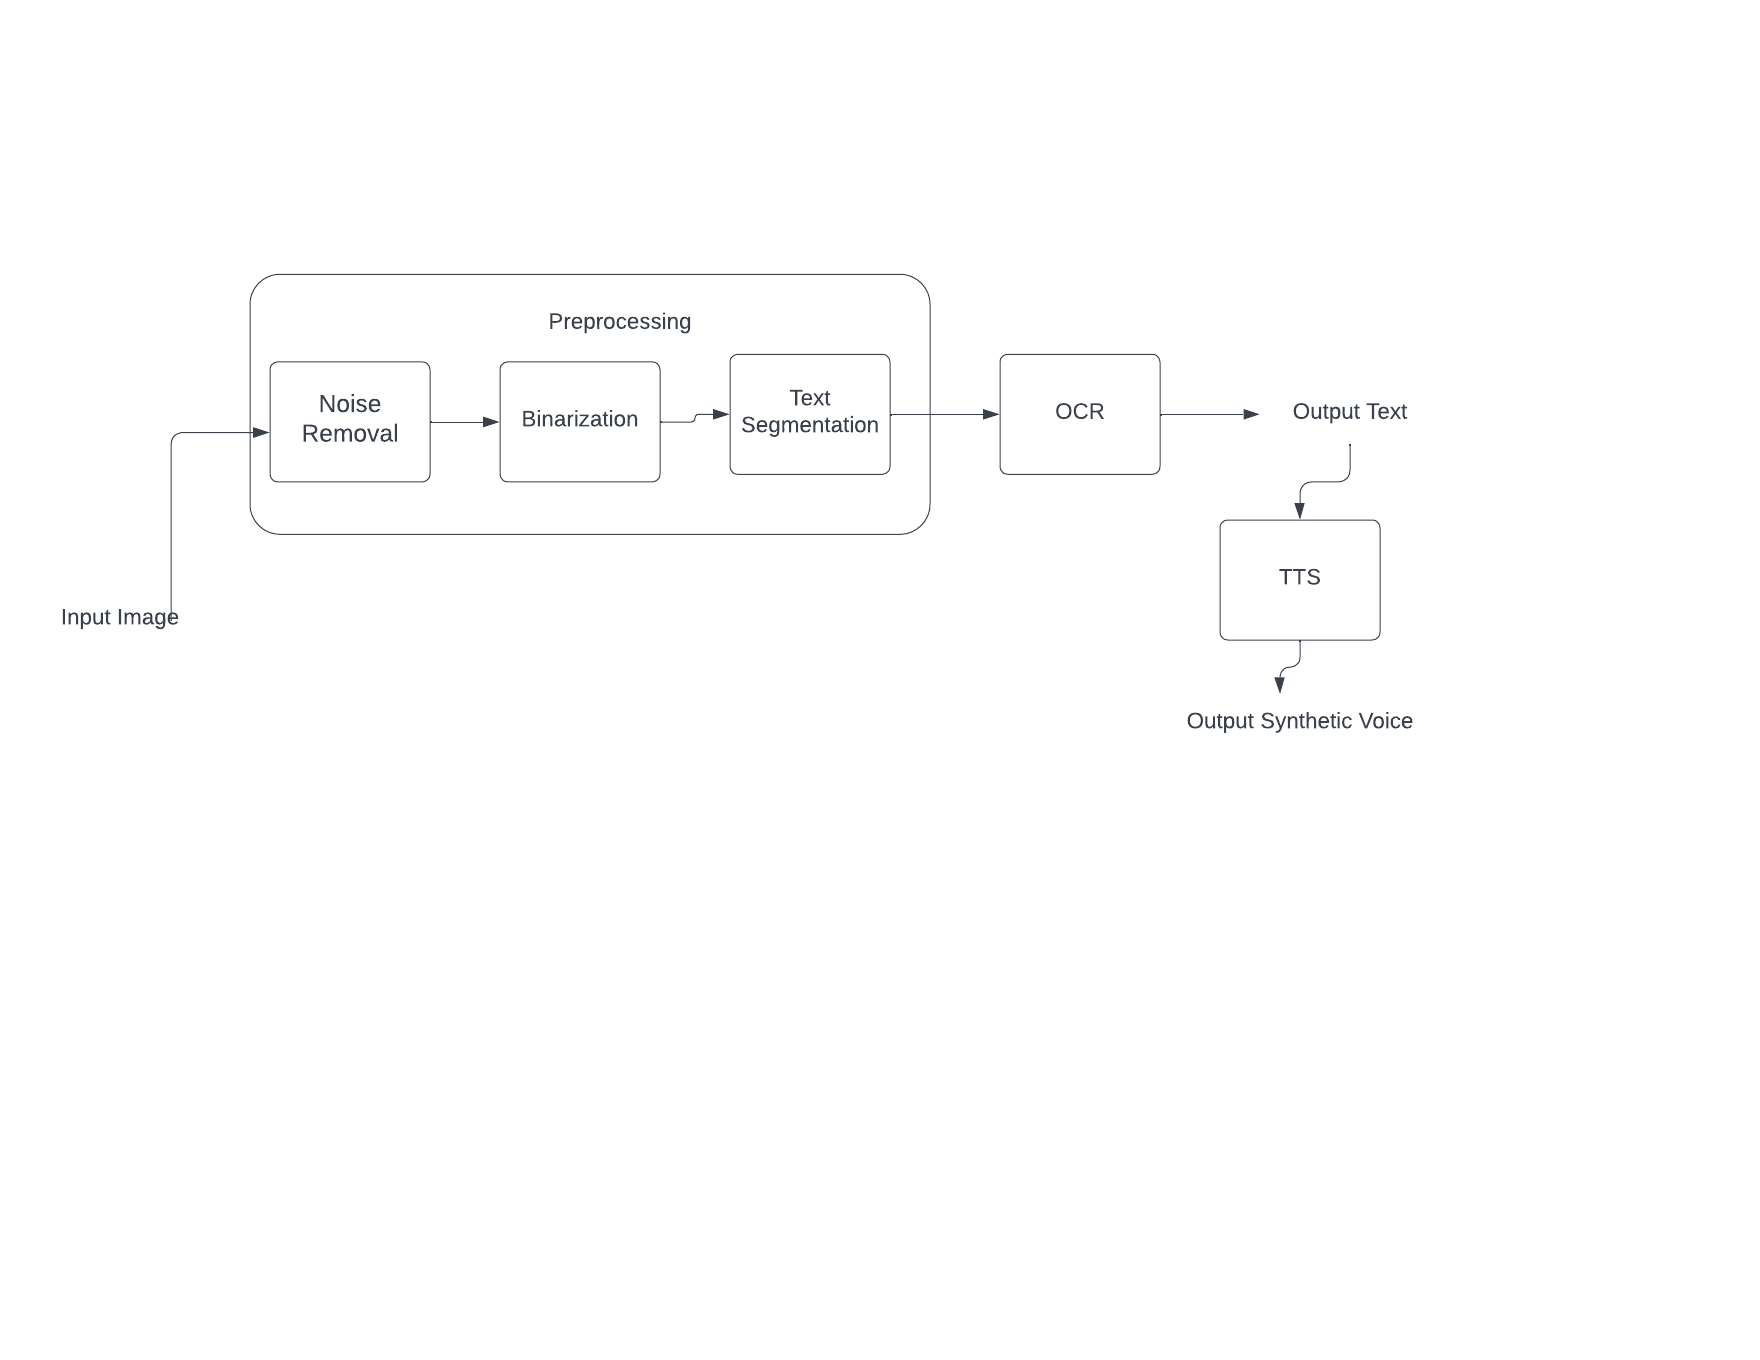 Preprocessing
Noise
Removal
Binarization
Text
Segmentation
OCR
Output Text
TTS
Input Image
Output Synthetic Voice